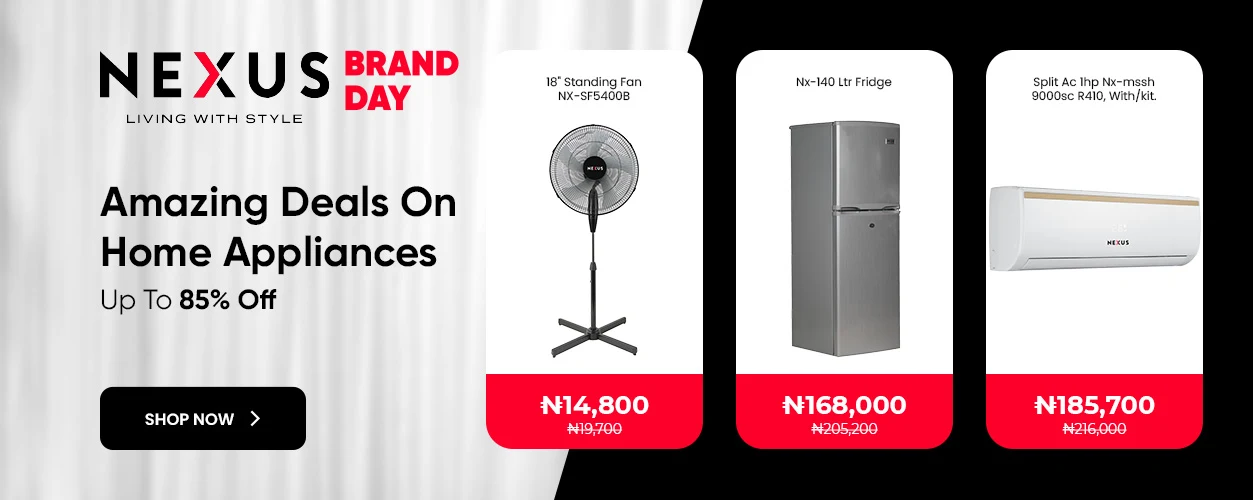 NEXUS
BRAND
DAY
LIVING WITH STYLE
Amazing Deals On
Home Appliances
Up To 85% Off
SHOP NOW
18" Standing Fan
NX-SF5400B
NEXUS
₦14,800
₦19,700
Nx-140 Ltr Fridge
₦168,000
₦205,200
Split Ac 1hp Nx-mssh
9000sc R410, With/kit.
NEXUS
₦185,700
₦216,000